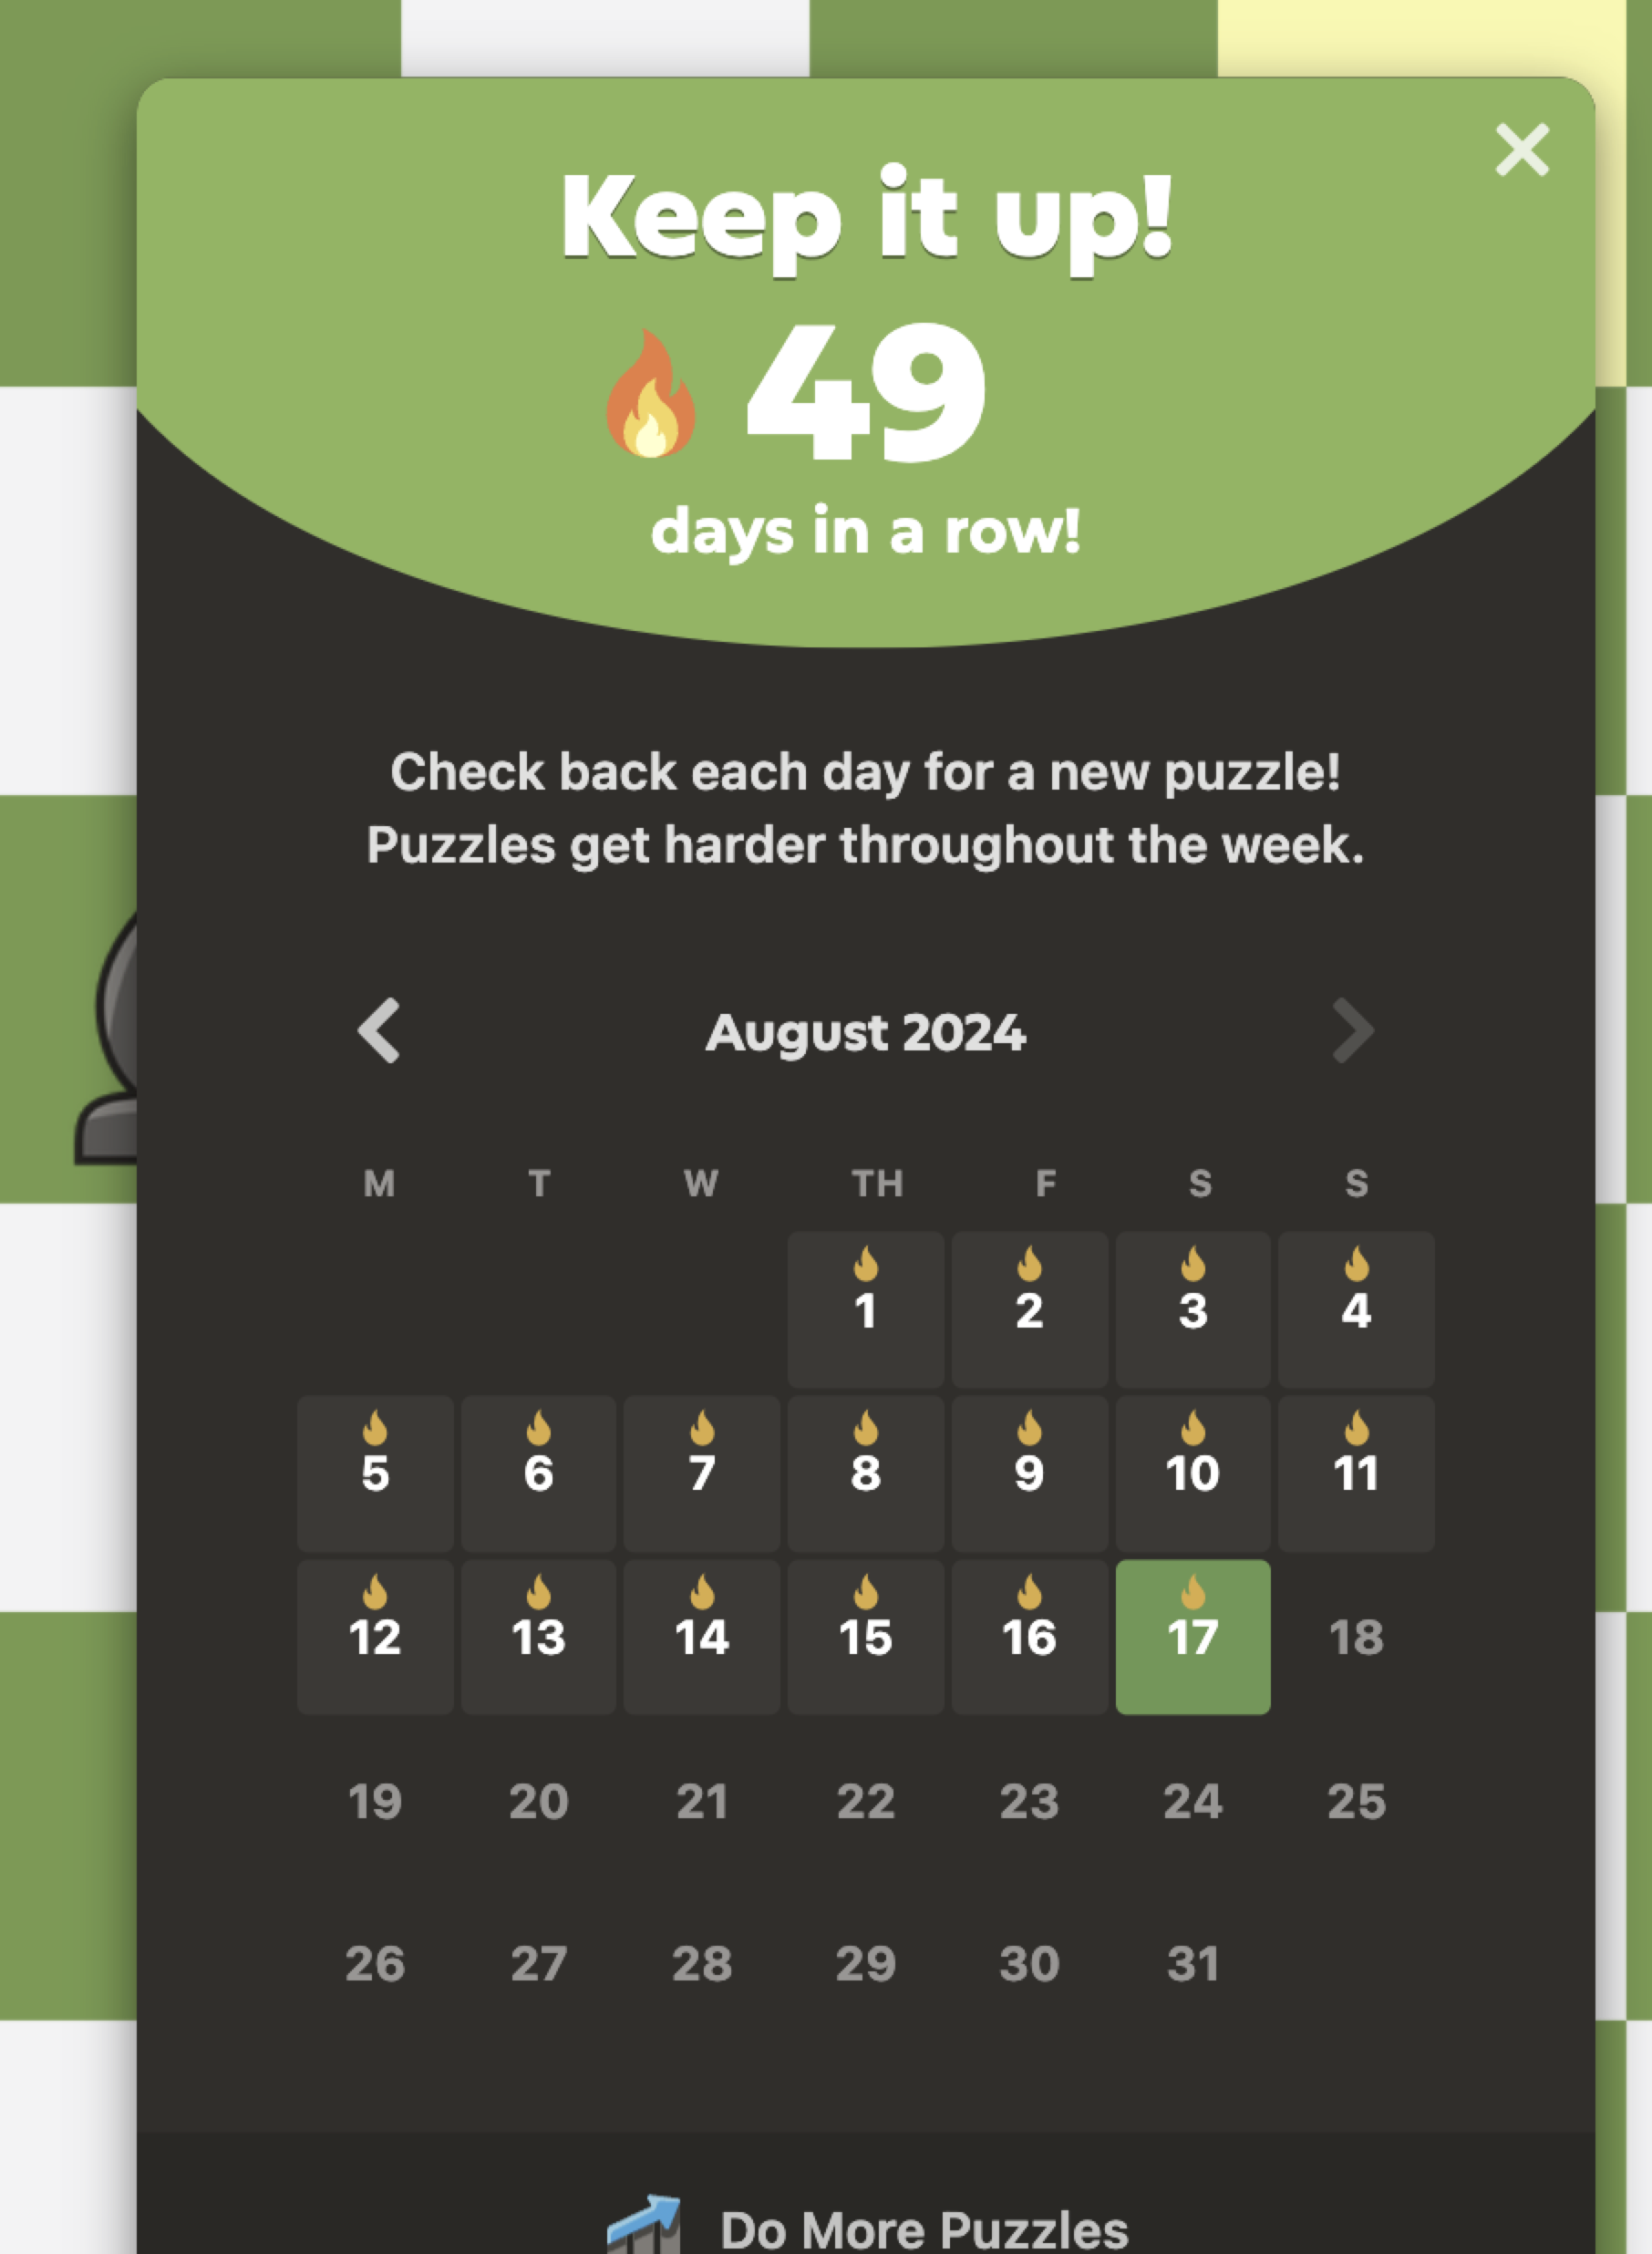 Keep it up!
49
days in a row!
Check back each day for a new puzzle!
Puzzles get harder throughout the week.
August 2024
M T W TH F S S
1 2 3 4
5 6 7 8 9 10 11
12 13 14 15 16 17 18
19 20 21 22 23 24 25
26 27 28 29 30 31
Do More Puzzles